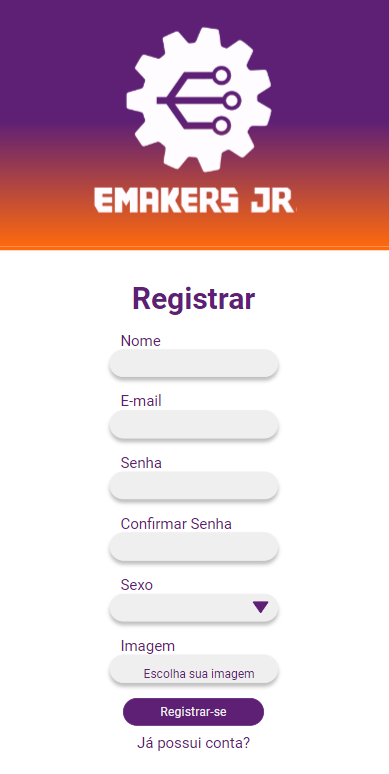 EMAKERS JR
Registrar
Nome
E-mail
Senha
Confirmar Senha
Sexo
Imagem
Escolha sua imagem
Registrar-se
Já possui conta?